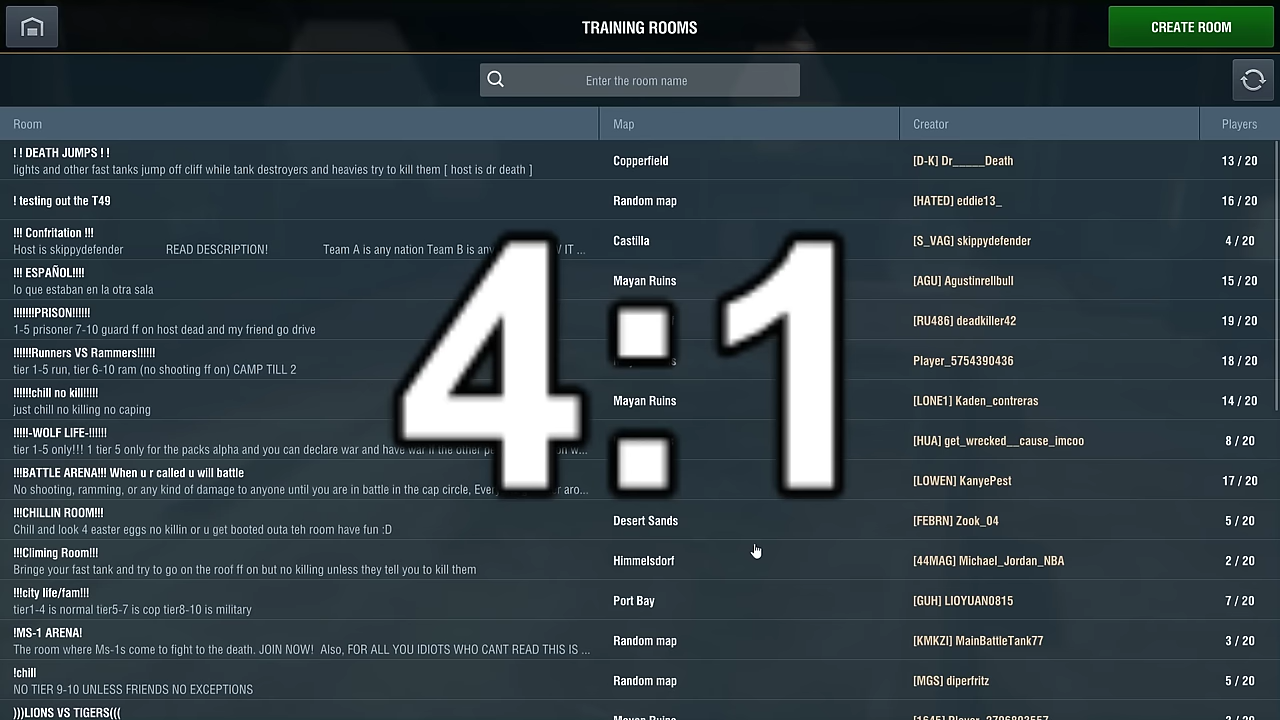 TRAINING ROOMS
CREATE ROOM
Enter the room name
Room Map Creator Players
! ! DEATH JUMPS ! !
lights and other fast tanks jump off cliff while tank destroyers and heavies try to kill them [ host is dr death ]
Copperfield [D-K] Dr_____Death 13 / 20
! testing out the T49 Random map [HATED] eddie13_ 16 / 20
!!! Confritation !!!
Host is skippydefender READ DESCRIPTION! Team A is any nation Team B is any IT ...
Castilla [S_VAG] skippydefender 4 / 20
!!! ESPAÑOL!!!!
lo que estaban en la otra sala
Mayan Ruins [AGU] Agustinrellbull 15 / 20
!!!!!!!PRISON!!!!!!
1-5 prisoner 7-10 guard ff on host dead and my friend go drive
[RU486] deadkiller42 19 / 20
!!!!!!Runners VS Rammers!!!!!!
tier 1-5 run, tier 6-10 ram (no shooting ff on) CAMP TILL 2
Player_5754390436 18 / 20
!!!!!!chill no kill!!!!!!
just chill no killing no caping
Mayan Ruins [LONE1] Kaden_contreras 14 / 20
!!!!!-WOLF LIFE-!!!!!!
tier 1-5 only!!! 1 tier 5 only for the packs alpha and you can declare war and have war if the other
[HUA] get_wrecked__cause_imcoo 8 / 20
!!!BATTLE ARENA!!! When u r called u will battle
No shooting, ramming, or any kind of damage to anyone until you are in battle in the cap circle, aro...
[LOWEN] KanyePest 17 / 20
!!!CHILLIN ROOM!!!
Chill and look 4 easter eggs no killin or u get booted outa teh room have fun :D
Desert Sands [FEBRN] Zook_04 5 / 20
!!!Climing Room!!!
Bringe your fast tank and try to go on the roof ff on but no killing unless they tell you to kill them
Himmelsdorf [44MAG] Michael_Jordan_NBA 2 / 20
!!!city life/fam!!!
tier1-4 is normal tier5-7 is cop tier8-10 is military
Port Bay [GUH] LIOYUAN0815 7 / 20
!MS-1 ARENA!
The room where Ms-1s come to fight to the death. JOIN NOW! Also, FOR ALL YOU IDIOTS WHO CANT READ THIS IS ...
Random map [KMKZI] MainBattleTank77 3 / 20
!chill
NO TIER 9-10 UNLESS FRIENDS NO EXCEPTIONS
Random map [MGS] diperfritz 5 / 20
)))LIONS VS TIGERS(((
Mayan Ruins
4:1